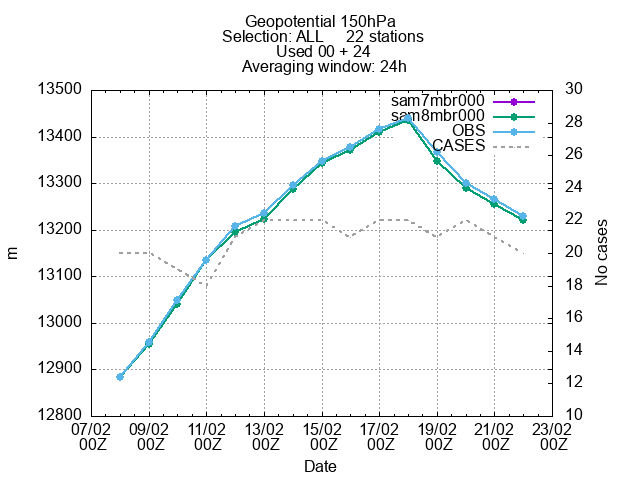 Geopotential 150hPa
Selection: ALL 22 stations
Used 00 + 24
Averaging window: 24h
13500
13400
13300
13200
13100
13000
12900
12800
m
30
28
26
24
22
20
18
16
14
12
10
No cases
sam7mbr000
sam8mbr000
OBS
CASES
07/02 09/02 11/02 13/02 15/02 17/02 19/02 21/02 23/02
00Z 00Z 00Z 00Z 00Z 00Z 00Z 00Z 00Z
Date